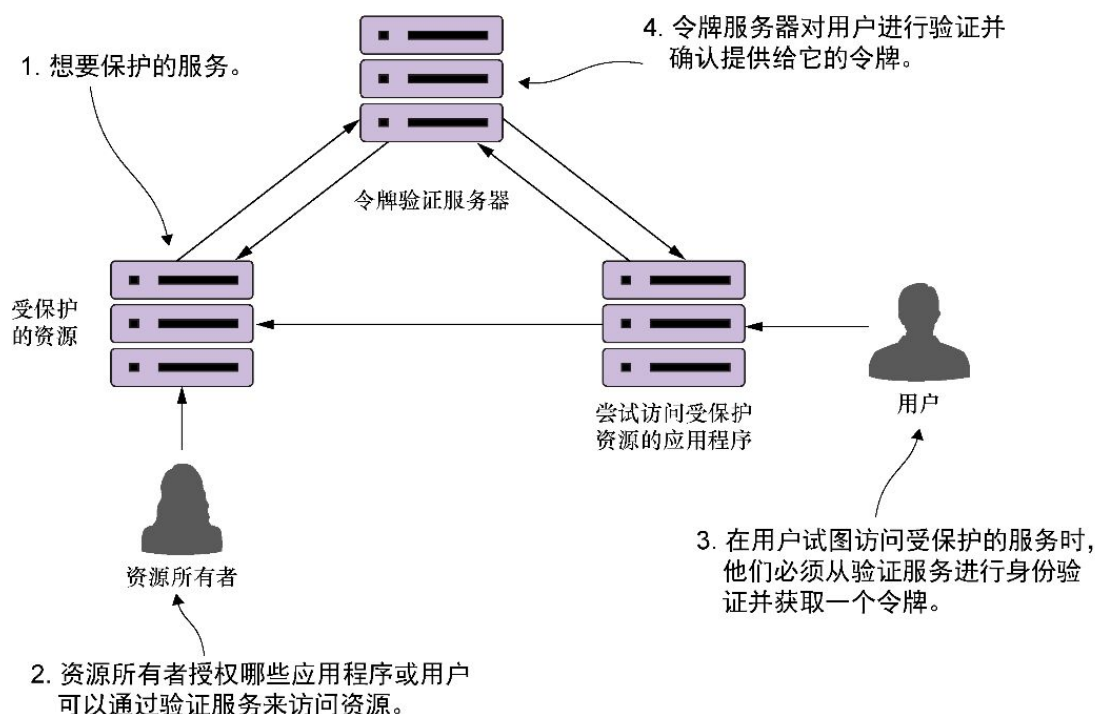 4. 令牌服务器对用户进行验证并
确认提供给它的令牌。
1. 想要保护的服务。
令牌验证服务器
受保护
的资源
尝试访问受保护
资源的应用程序
用户
资源所有者
3. 在用户试图访问受保护的服务时,
他们必须从验证服务进行身份验
证并获取一个令牌。
2. 资源所有者授权哪些应用程序或用户
可以通过验证服务来访问资源。